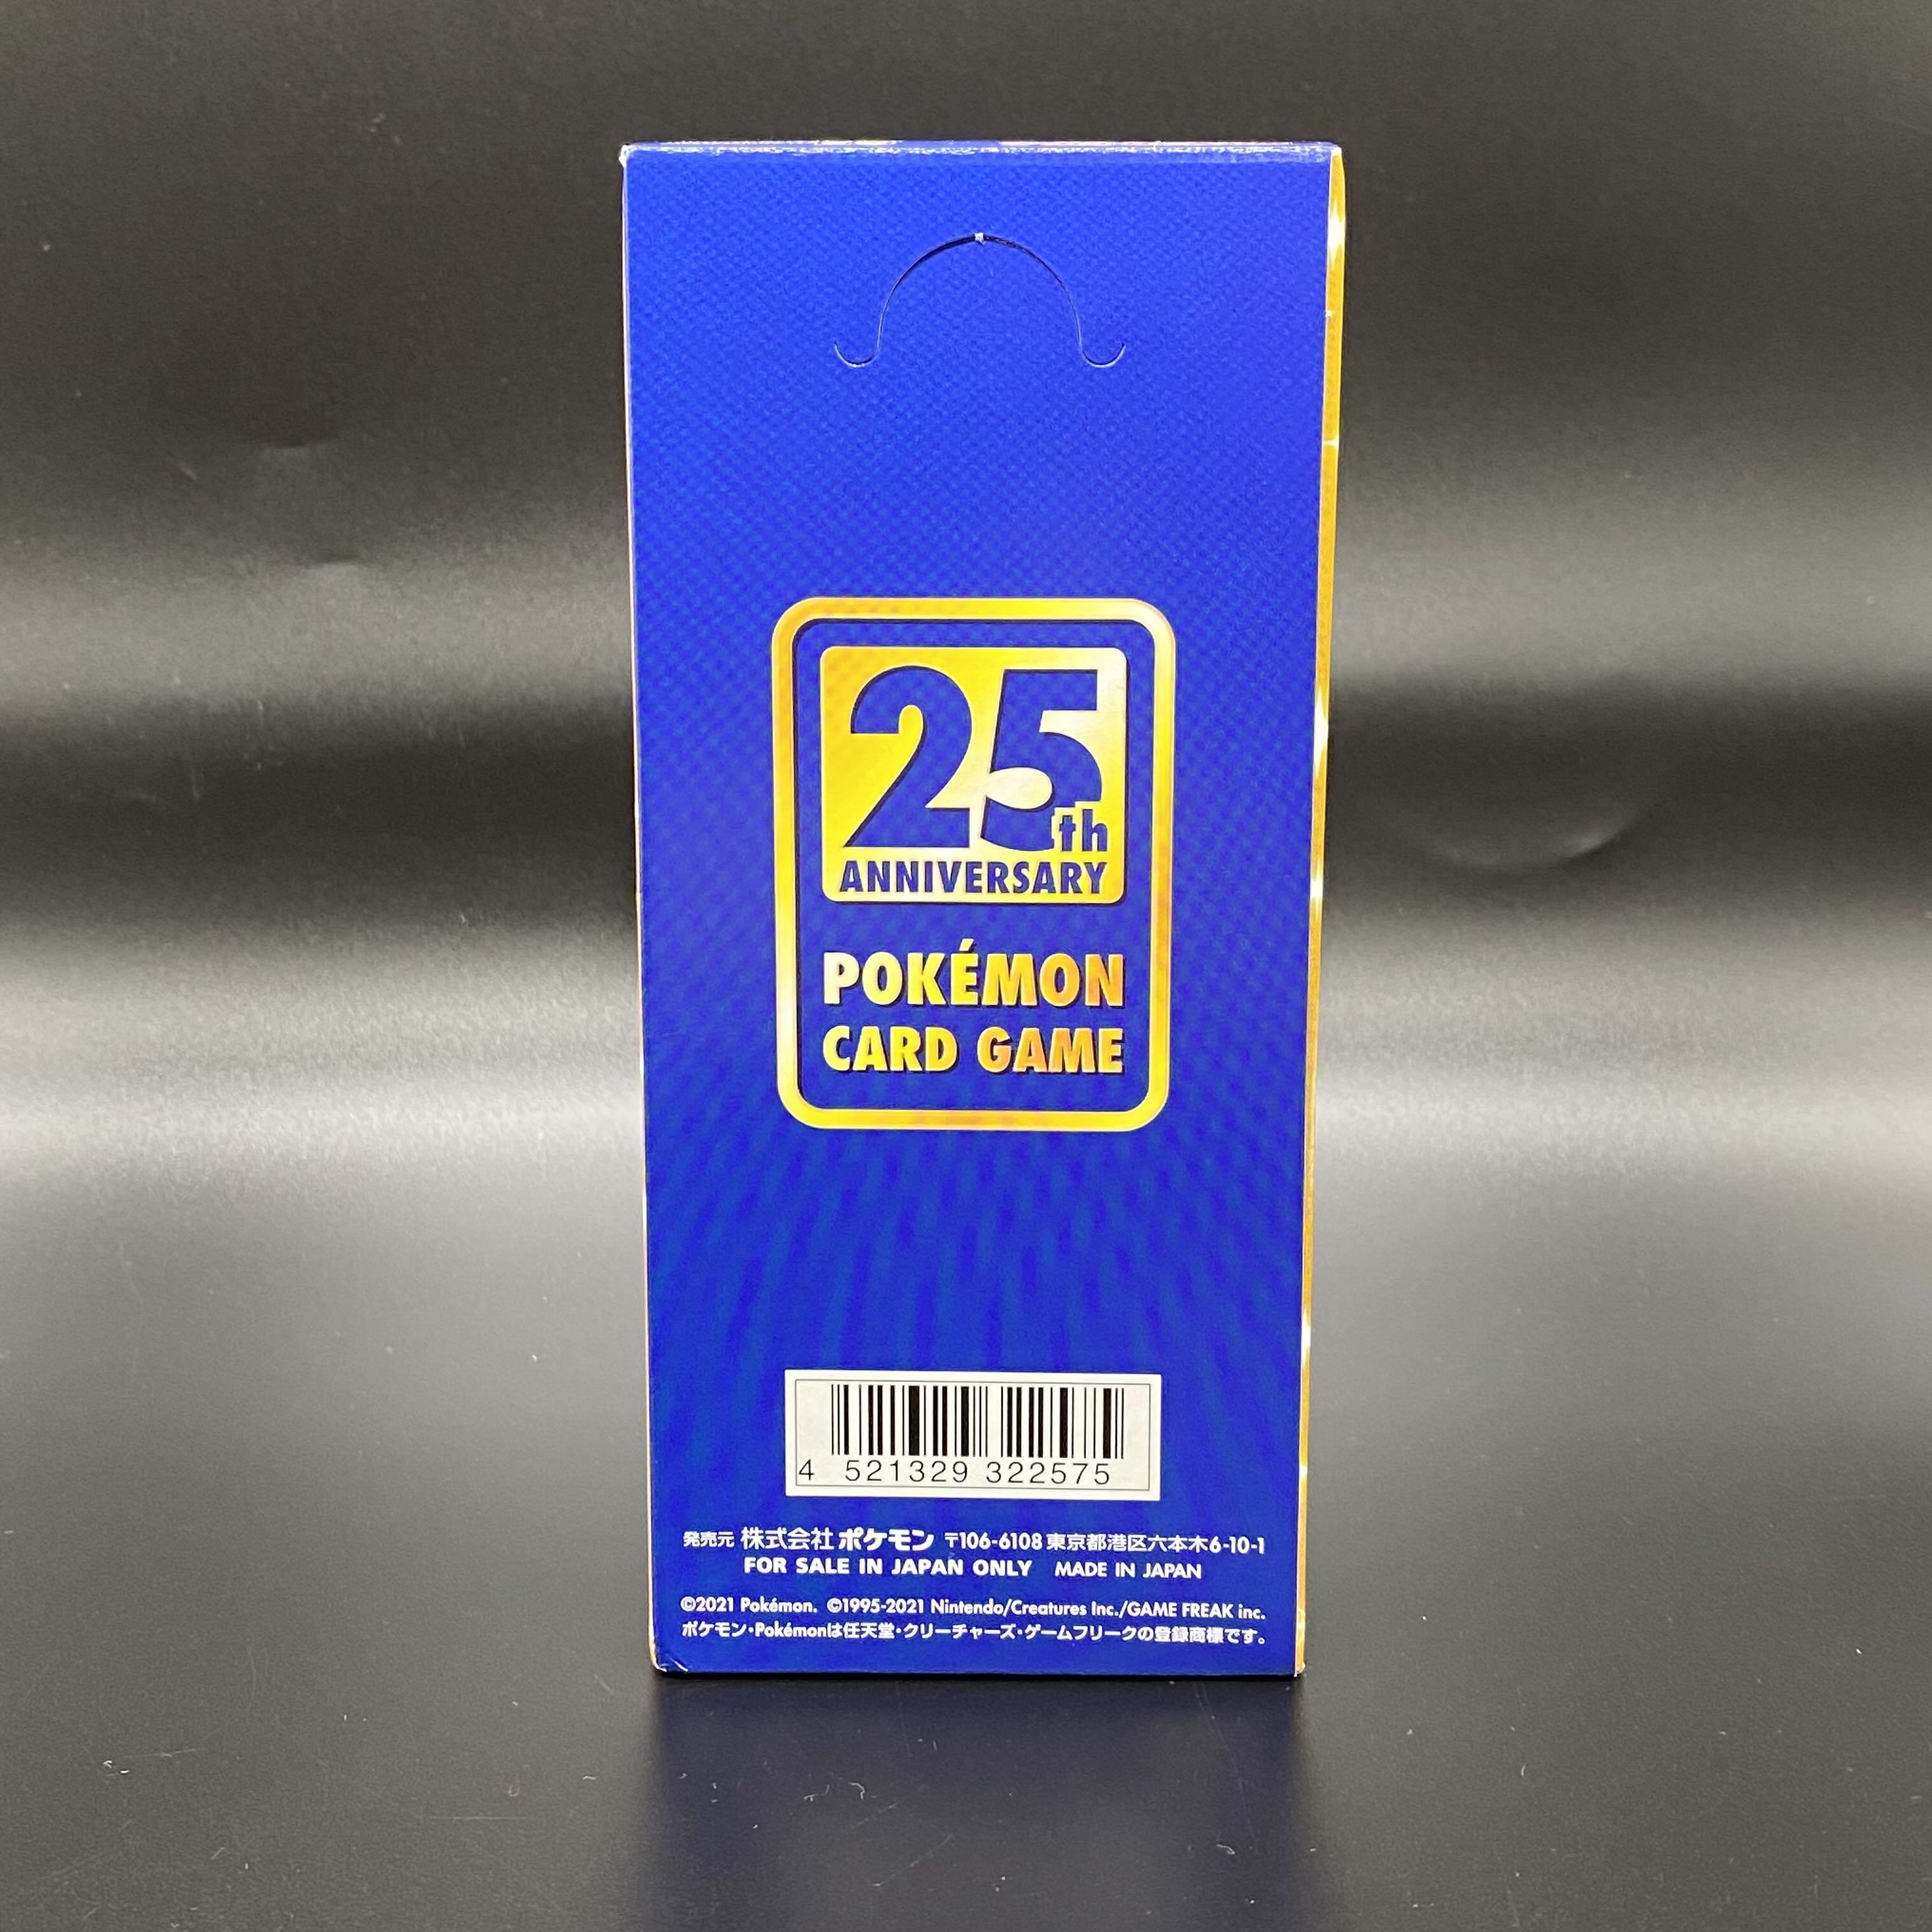 25th
ANNIVERSARY
POKÉMON
CARD GAME
4 521329 322575
発売元 株式会社ポケモン 〒106-6108 東京都港区六本木6-10-1
FOR SALE IN JAPAN ONLY MADE IN JAPAN
©2021 Pokémon. ©1995-2021 Nintendo/Creatures Inc./GAME FREAK inc.
ポケモン・Pokémonは任天堂・クリーチャーズ・ゲームフリークの登録商標です。